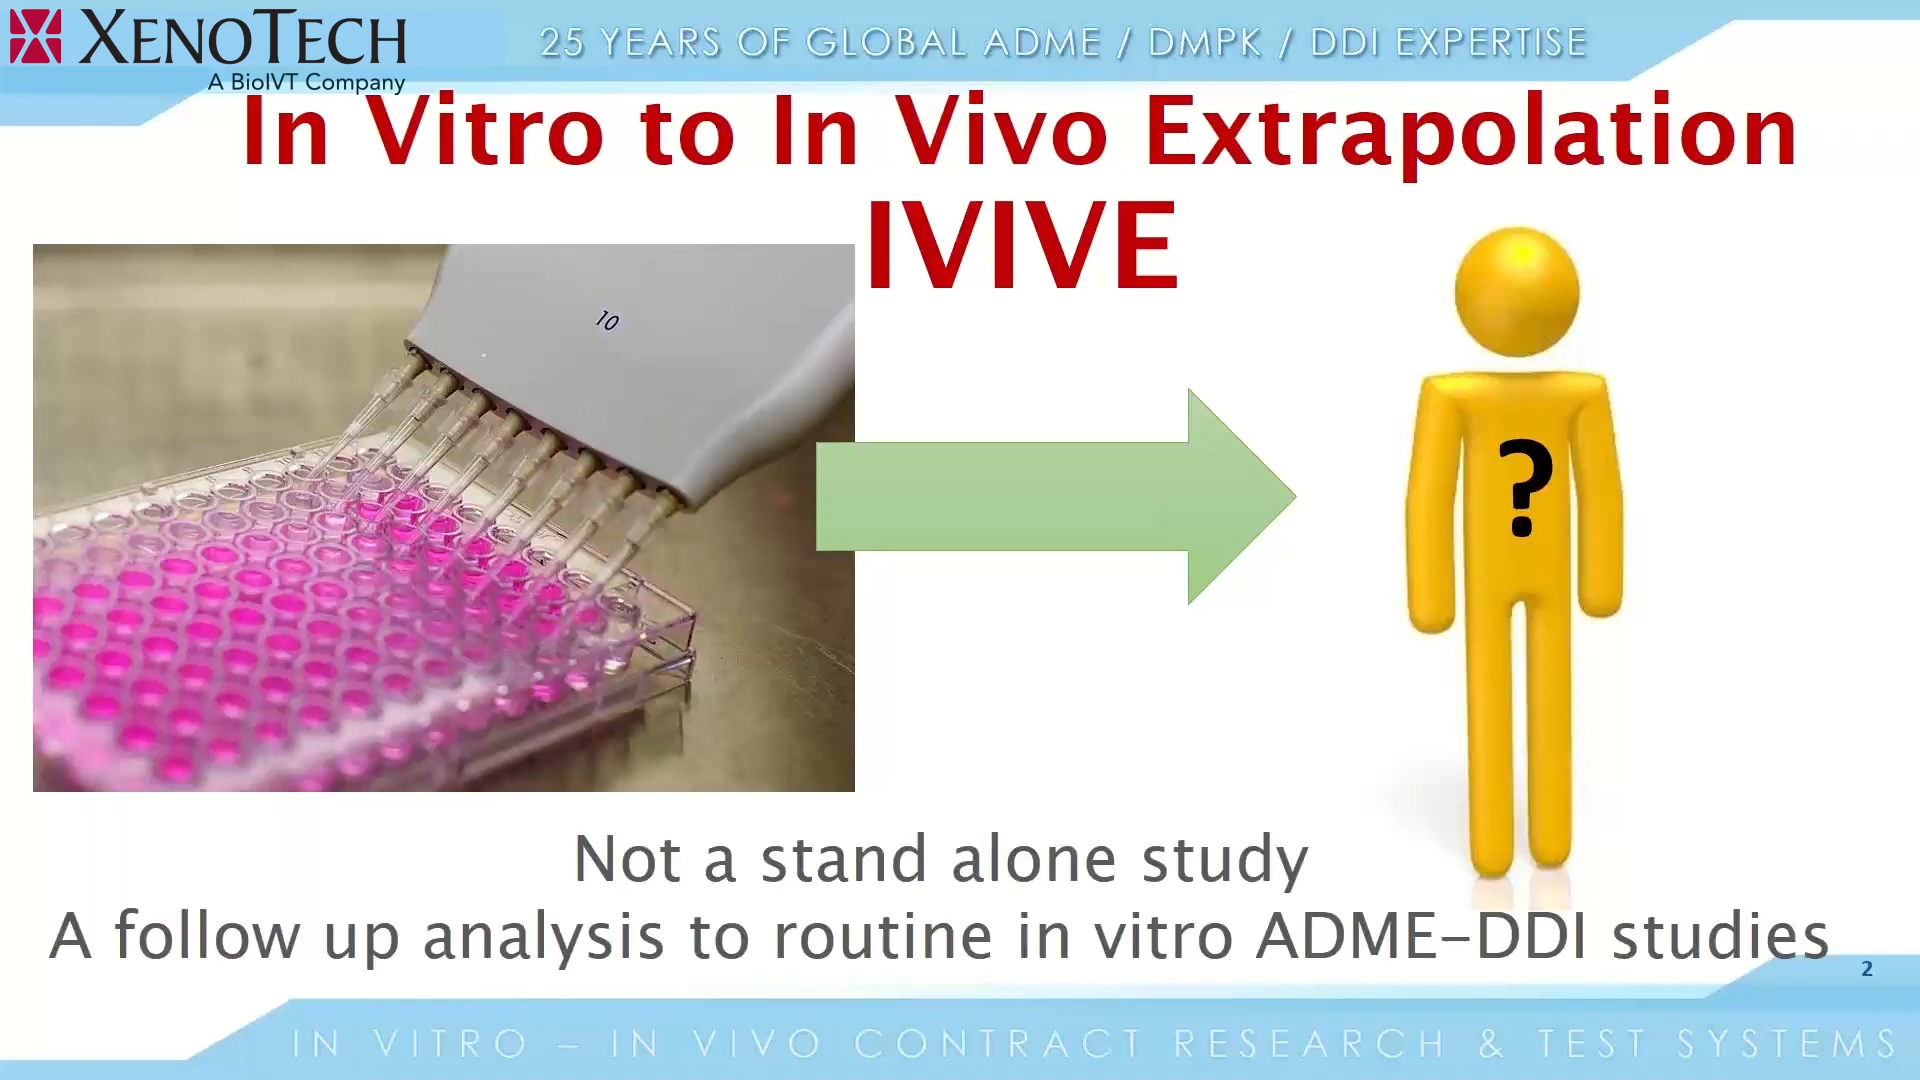 XENOTECH
A BioIVT Company
25 YEARS OF GLOBAL ADME / DMPK / DDI EXPERTISE
In Vitro to In Vivo Extrapolation
IVIVE
10
?
Not a stand alone study
A follow up analysis to routine in vitro ADME-DDI studies
2
IN VITRO – IN VIVO CONTRACT RESEARCH & TEST SYSTEMS